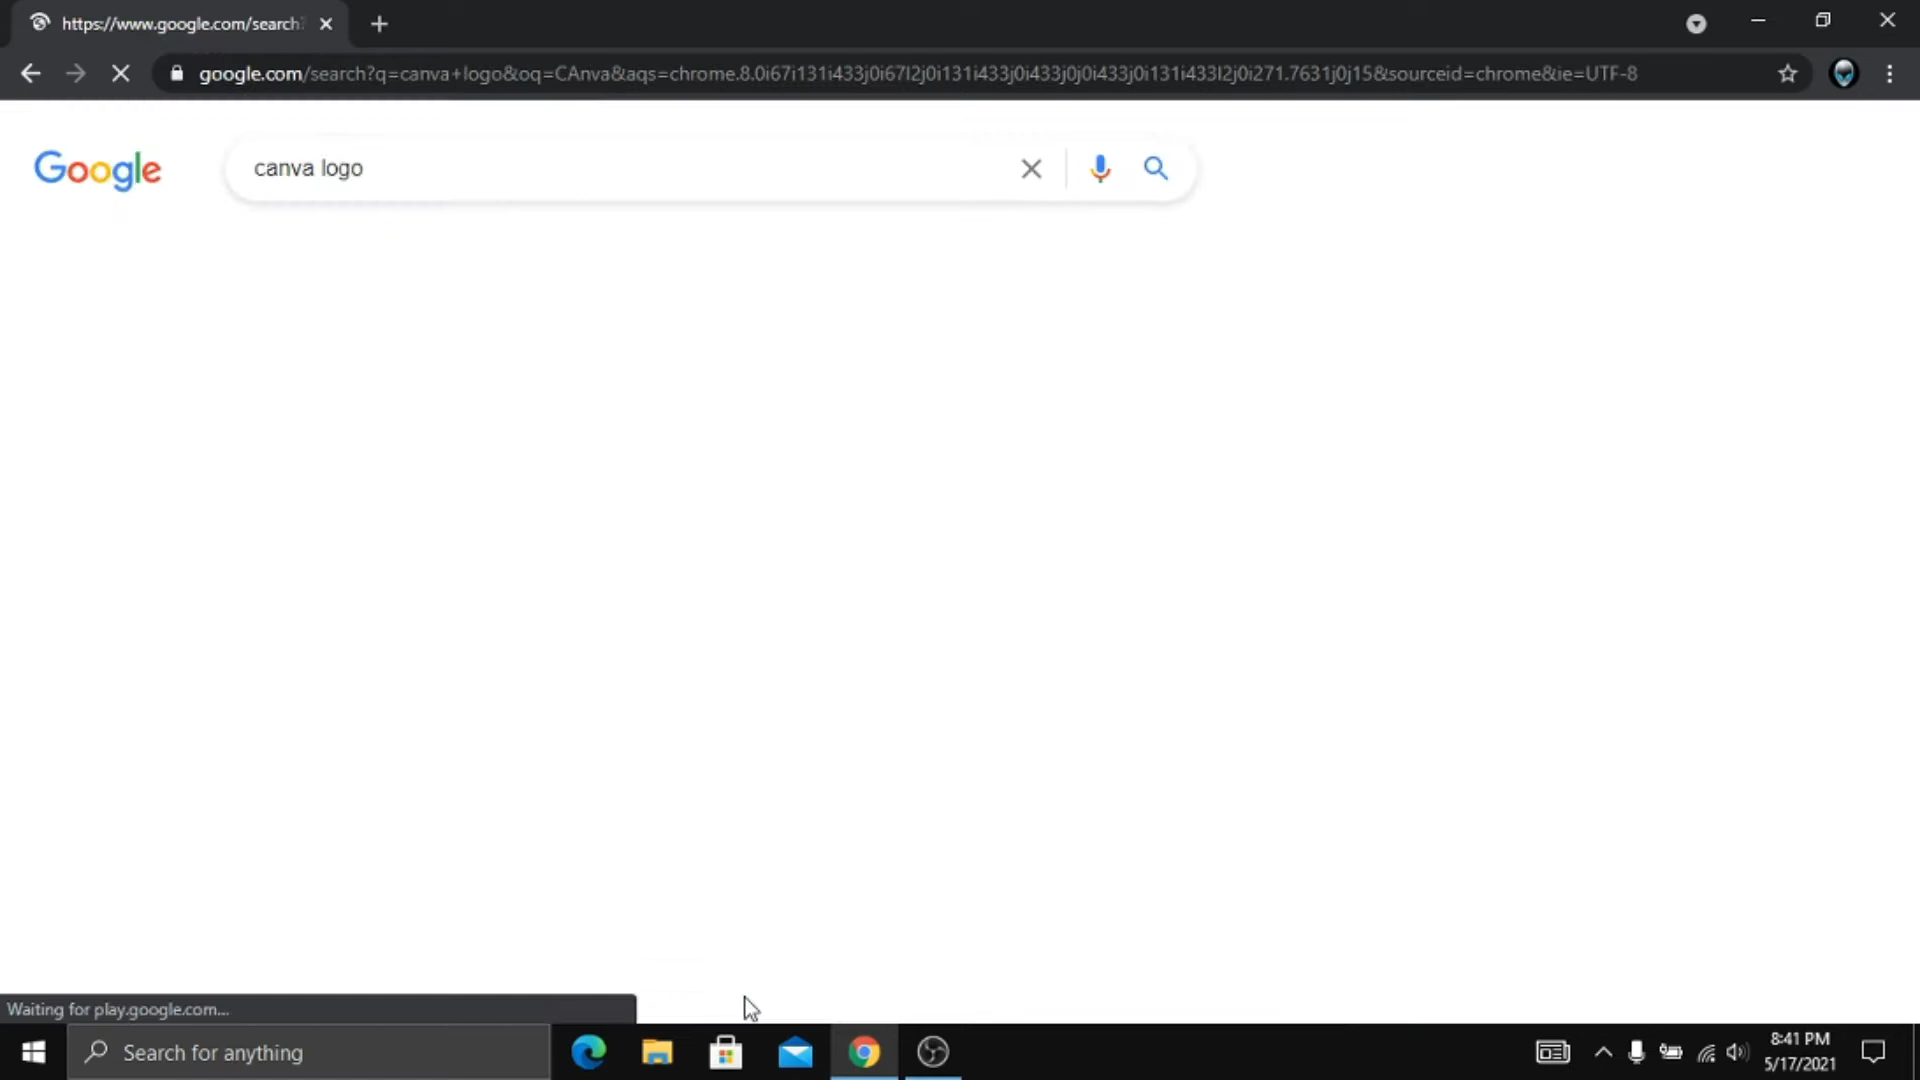 https://www.google.com/search?
google.com/search?q=canva+logo&oq=CAnva&aqs=chrome.8.0i67i131i433j0i67l2j0i131i433j0i433j0j0i433j0i131i433l2j0i271.7631j0j15&sourceid=chrome&ie=UTF-8
Google
canva logo
Waiting for play.google.com...
Search for anything
8:41 PM
5/17/2021